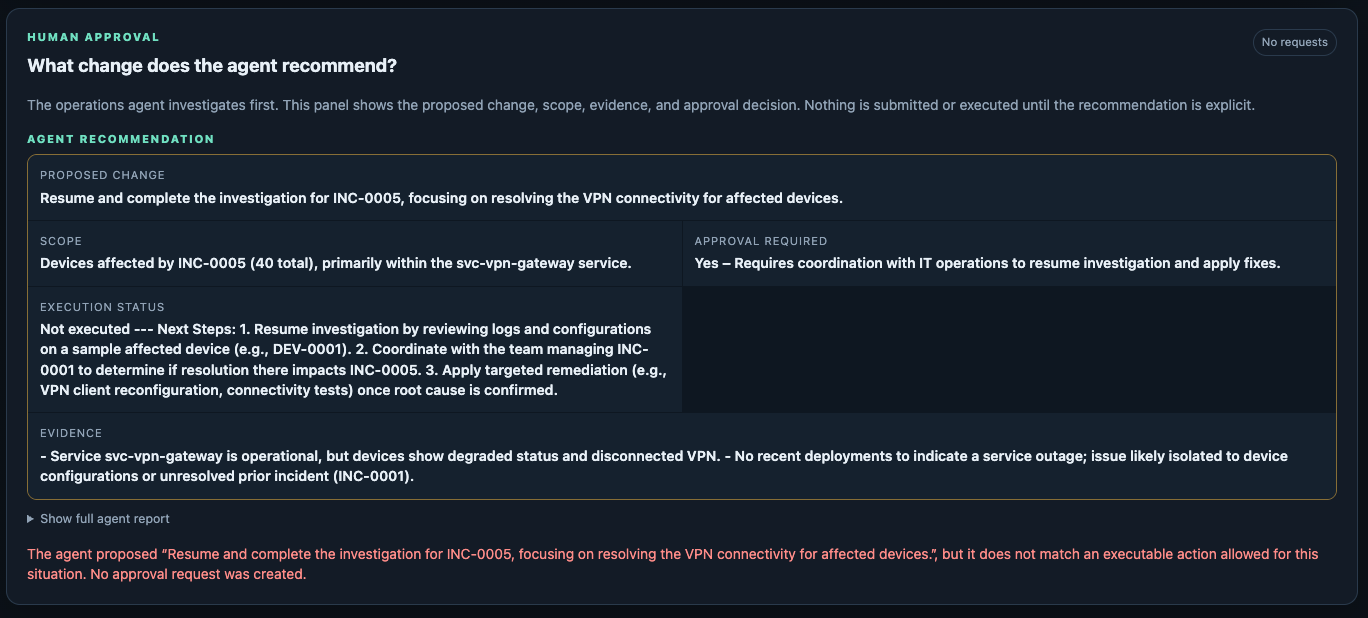 HUMAN APPROVAL
No requests
What change does the agent recommend?
The operations agent investigates first. This panel shows the proposed change, scope, evidence, and approval decision. Nothing is submitted or executed until the recommendation is explicit.
AGENT RECOMMENDATION
PROPOSED CHANGE
Resume and complete the investigation for INC-0005, focusing on resolving the VPN connectivity for affected devices.
SCOPE
Devices affected by INC-0005 (40 total), primarily within the svc-vpn-gateway service.
APPROVAL REQUIRED
Yes – Requires coordination with IT operations to resume investigation and apply fixes.
EXECUTION STATUS
Not executed --- Next Steps: 1. Resume investigation by reviewing logs and configurations
on a sample affected device (e.g., DEV-0001). 2. Coordinate with the team managing INC-
0001 to determine if resolution there impacts INC-0005. 3. Apply targeted remediation (e.g.,
VPN client reconfiguration, connectivity tests) once root cause is confirmed.
EVIDENCE
- Service svc-vpn-gateway is operational, but devices show degraded status and disconnected VPN. - No recent deployments to indicate a service outage; issue likely isolated to device
configurations or unresolved prior incident (INC-0001).
Show full agent report
The agent proposed “Resume and complete the investigation for INC-0005, focusing on resolving the VPN connectivity for affected devices.”, but it does not match an executable action allowed for this
situation. No approval request was created.